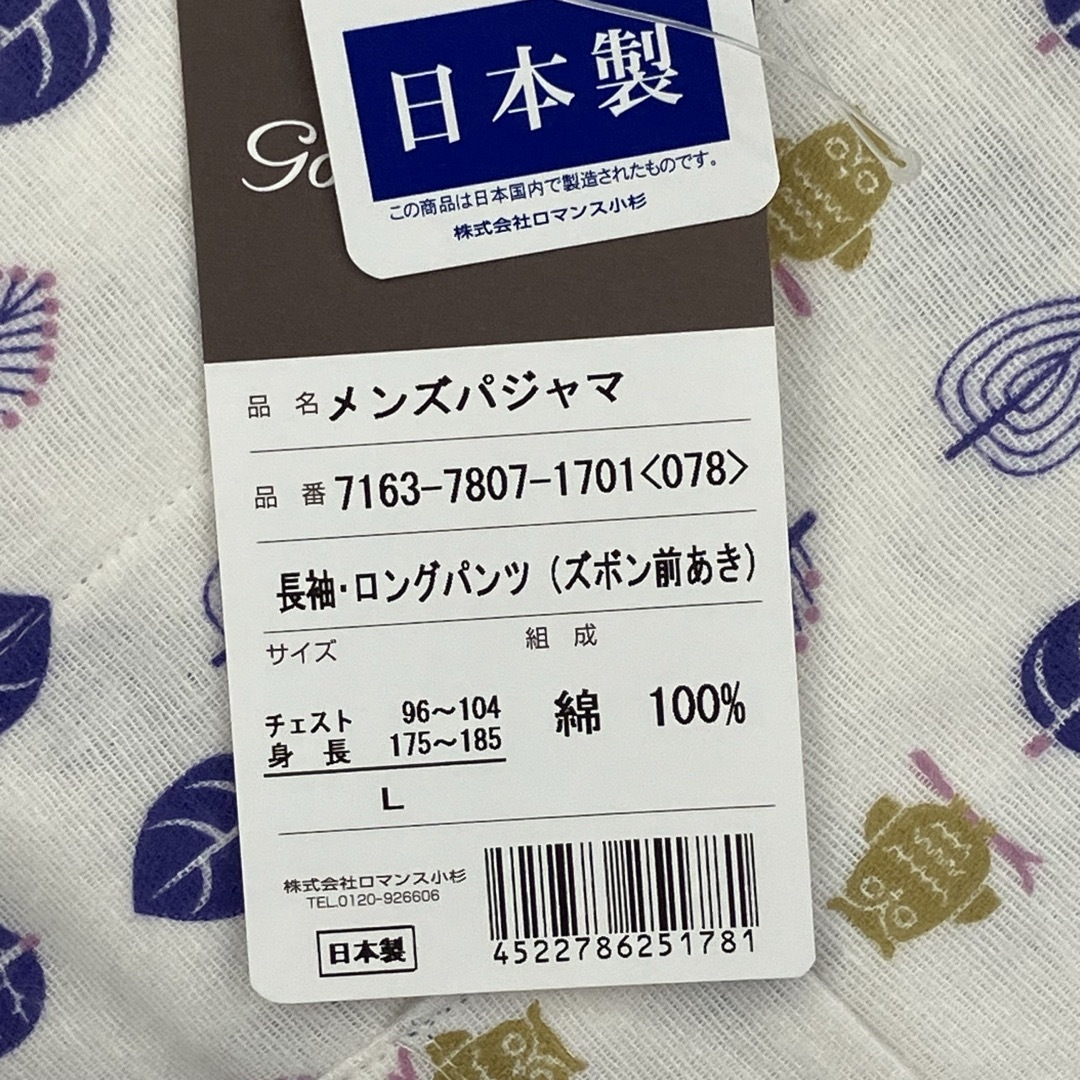 日本製
この商品は日本国内で製造されたものです。
株式会社ロマンス小杉
品 名 メンズパジャマ
品 番 7163-7807-1701<078>
長袖・ロングパンツ（ズボン前あき）
サイズ
組 成
チェスト 96～104
身 長 175～185
綿 100%
L
株式会社ロマンス小杉
TEL.0120-926606
日本製
4522786251781